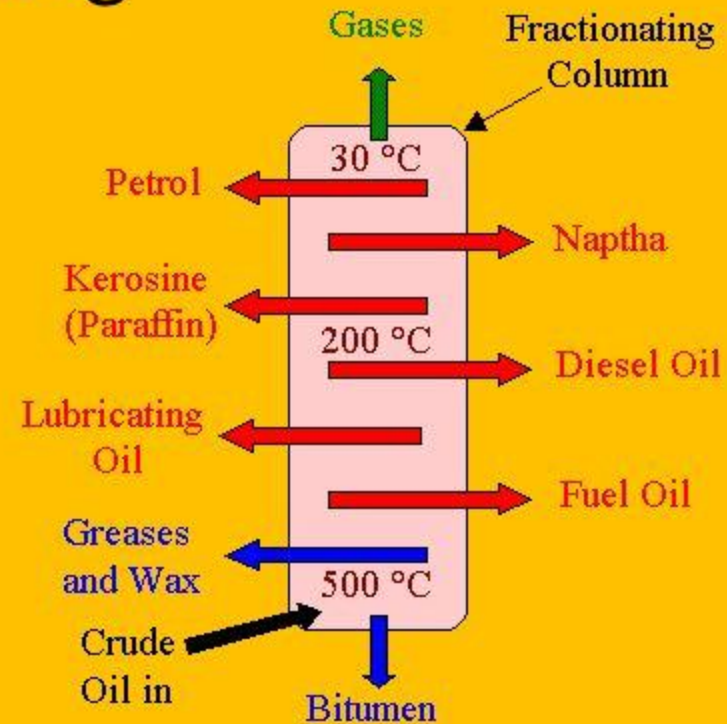 Gases
Fractionating
Column
30 °C
Petrol
Naptha
Kerosine
(Paraffin)
200 °C
Diesel Oil
Lubricating
Oil
Fuel Oil
Greases
and Wax
500 °C
Crude
Oil in
Bitumen